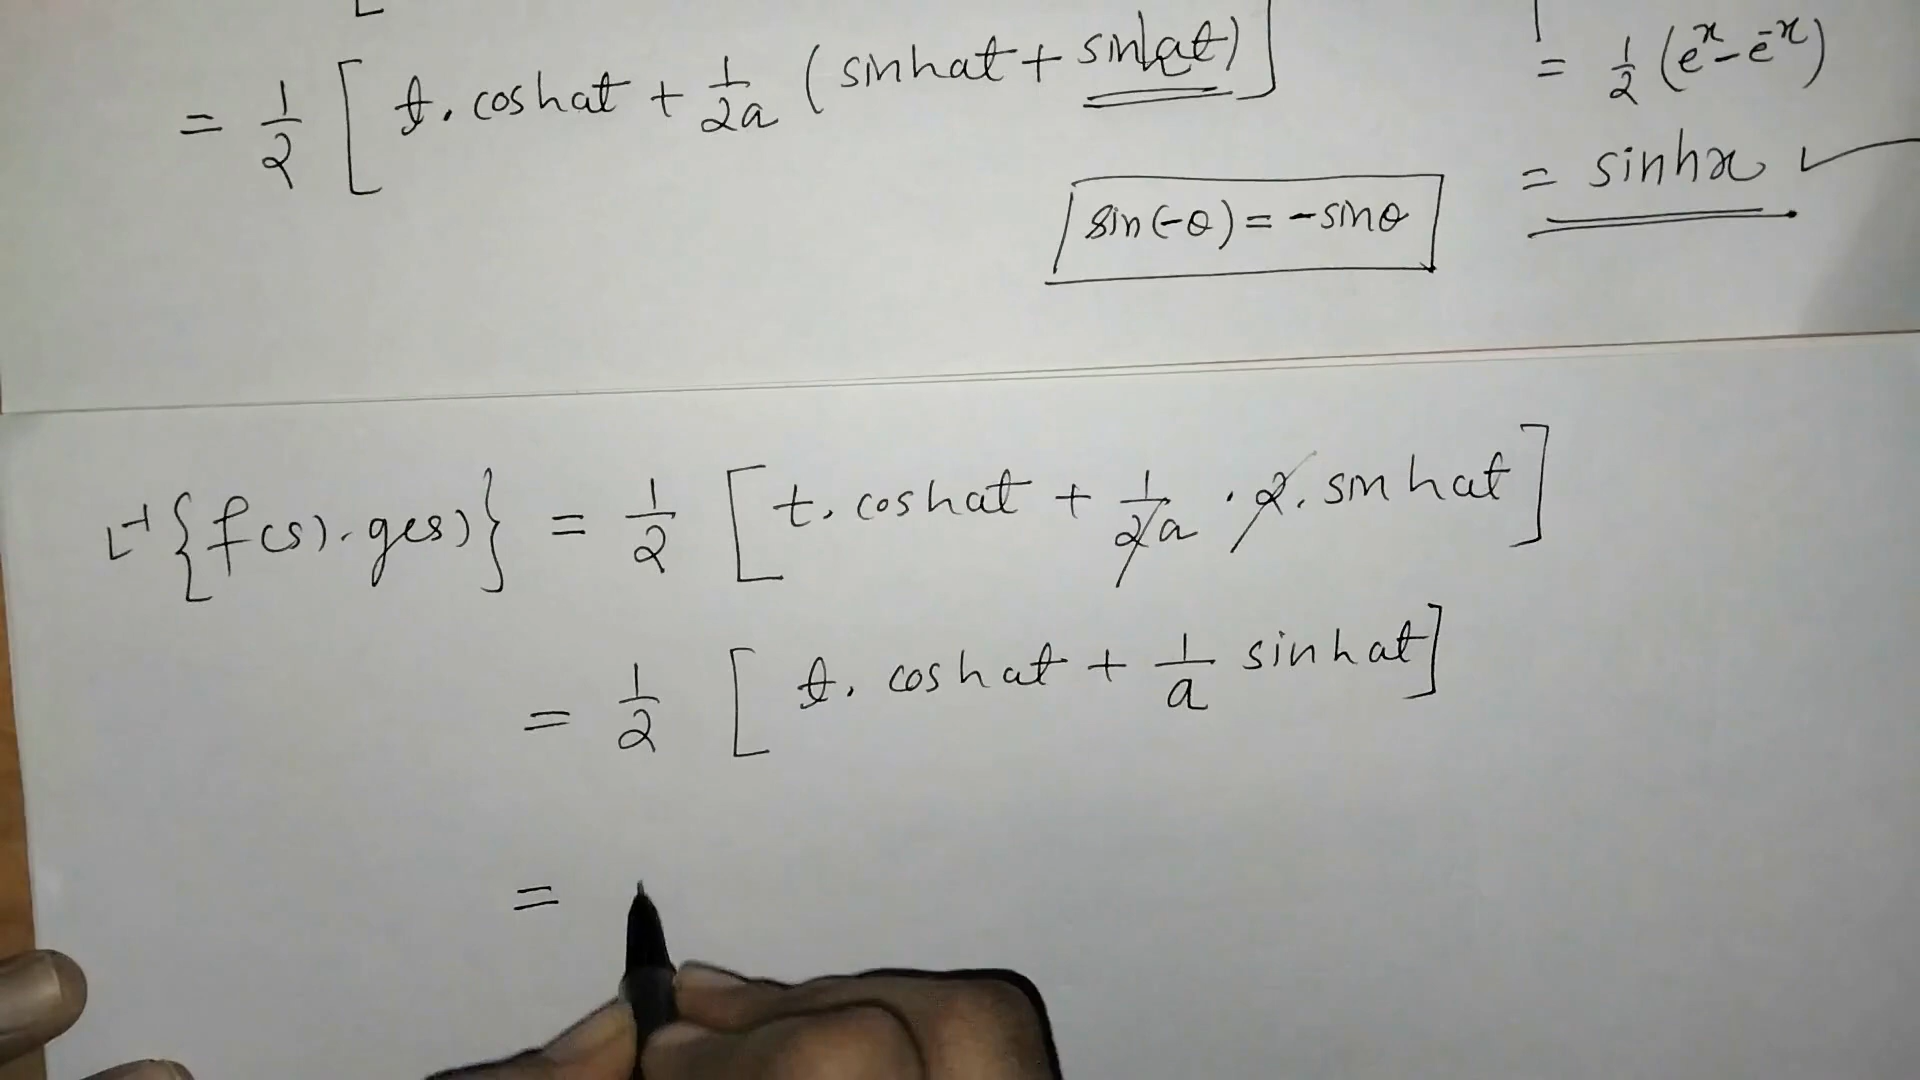 = 1/2 [ t. coshat + 1/2a (sinhat + sinhat) ]
= 1/2 (e^x - e^-x)
= sinhx ✓
sin(-θ) = -sinθ
L^-1 {f(s). g(s)} = 1/2 [ t. coshat + 1/2a · 2. sinhat ]
= 1/2 [ t. coshat + 1/a sinhat ]
=